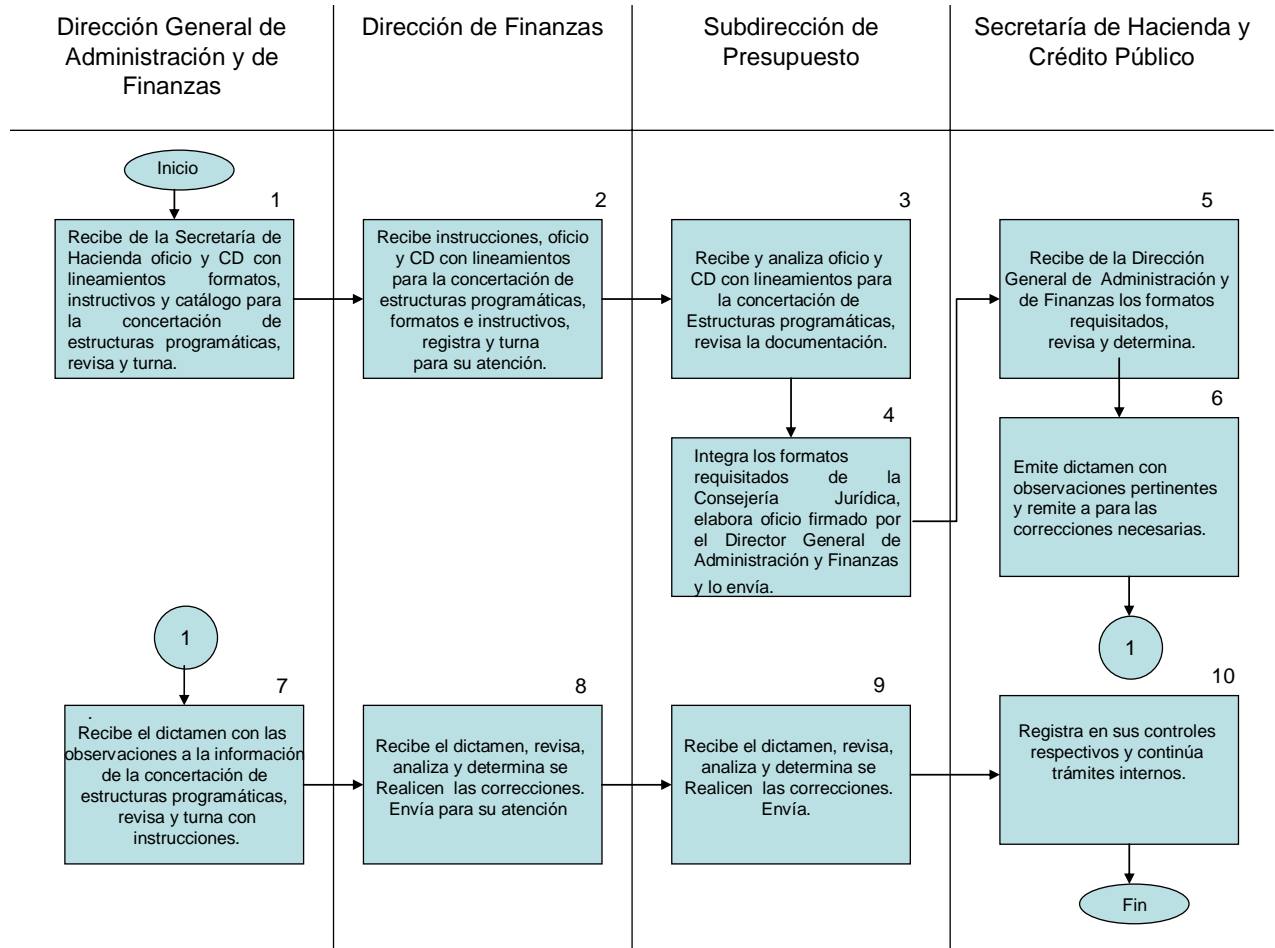 Dirección General de
Administración y de
Finanzas
Dirección de Finanzas
Subdirección de
Presupuesto
Secretaría de Hacienda y
Crédito Público
Inicio
1
Recibe de la Secretaría de
Hacienda oficio y CD con
lineamientos formatos,
instructivos y catálogo para
la concertación de
estructuras programáticas,
revisa y turna.
2
Recibe instrucciones, oficio
y CD con lineamientos
para la concertación de
estructuras programáticas,
formatos e instructivos,
registra y turna
para su atención.
3
Recibe y analiza oficio y
CD con lineamientos para
la concertación de
Estructuras programáticas,
revisa la documentación.
4
Integra los formatos
requisitados de la
Consejería Jurídica,
elabora oficio firmado por
el Director General de
Administración y Finanzas
y lo envía.
5
Recibe de la Dirección
General de Administración y
de Finanzas los formatos
requisitados,
revisa y determina.
6
Emite dictamen con
observaciones pertinentes
y remite a para las
correcciones necesarias.
1
1
7
.
Recibe el dictamen con las
observaciones a la información
de la concertación de
estructuras programáticas,
revisa y turna con
instrucciones.
8
Recibe el dictamen, revisa,
analiza y determina se
Realicen las correcciones.
Envía para su atención
9
Recibe el dictamen, revisa,
analiza y determina se
Realicen las correcciones.
Envía.
10
Registra en sus controles
respectivos y continúa
trámites internos.
Fin